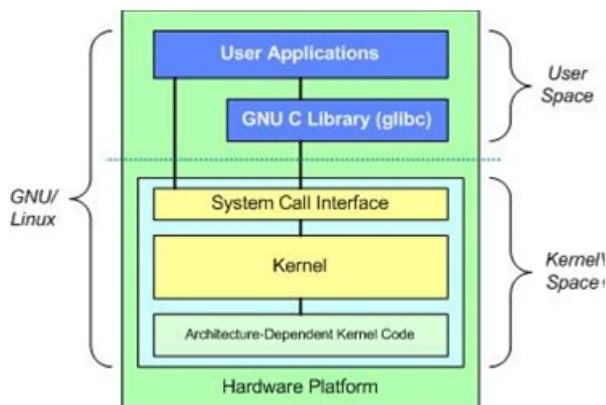 User Applications
GNU C Library (glibc)
User
Space
GNU/
Linux
System Call Interface
Kernel
Architecture-Dependent Kernel Code
Kernel
Space
Hardware Platform